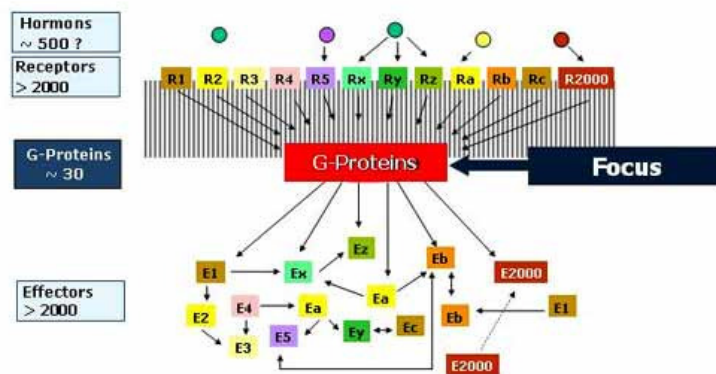 Hormons
~ 500 ?
Receptors
> 2000
R1 R2 R3 R4 R5 Rx Ry Rz Ra Rb Rc R2000
G-Proteins
~ 30
G-Proteins
Focus
Effectors
> 2000
Ez
Eb
E1 Ex E2000
Ea
E4 Ea Eb E1
E2
Ey Ec
E3 E5
E2000